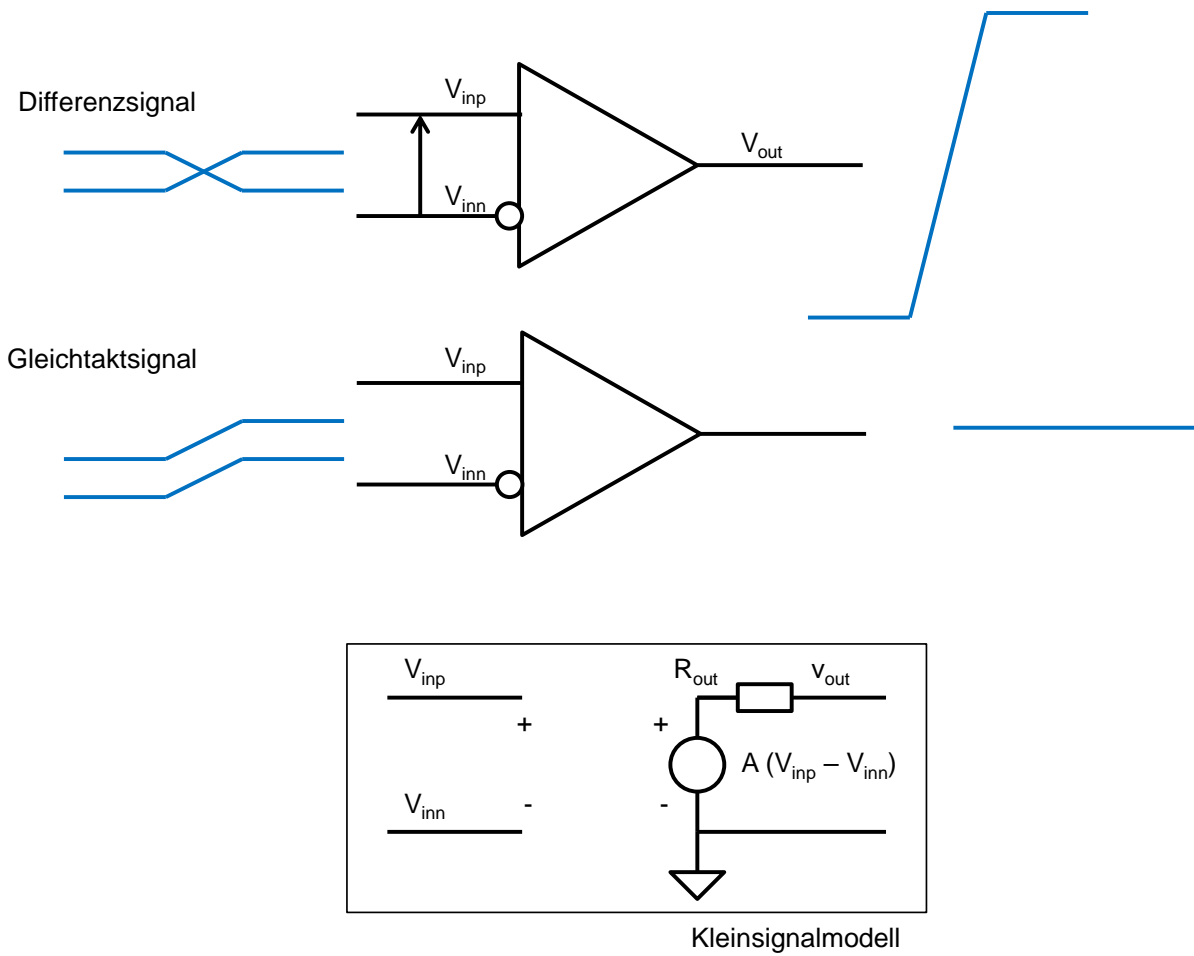 Differenzsignal
Vinp
Vinn
Vout
Gleichtaktsignal
Vinp
Vinn
Vinp
Rout
vout
+
+
A (Vinp – Vinn)
Vinn
-
-
Kleinsignalmodell